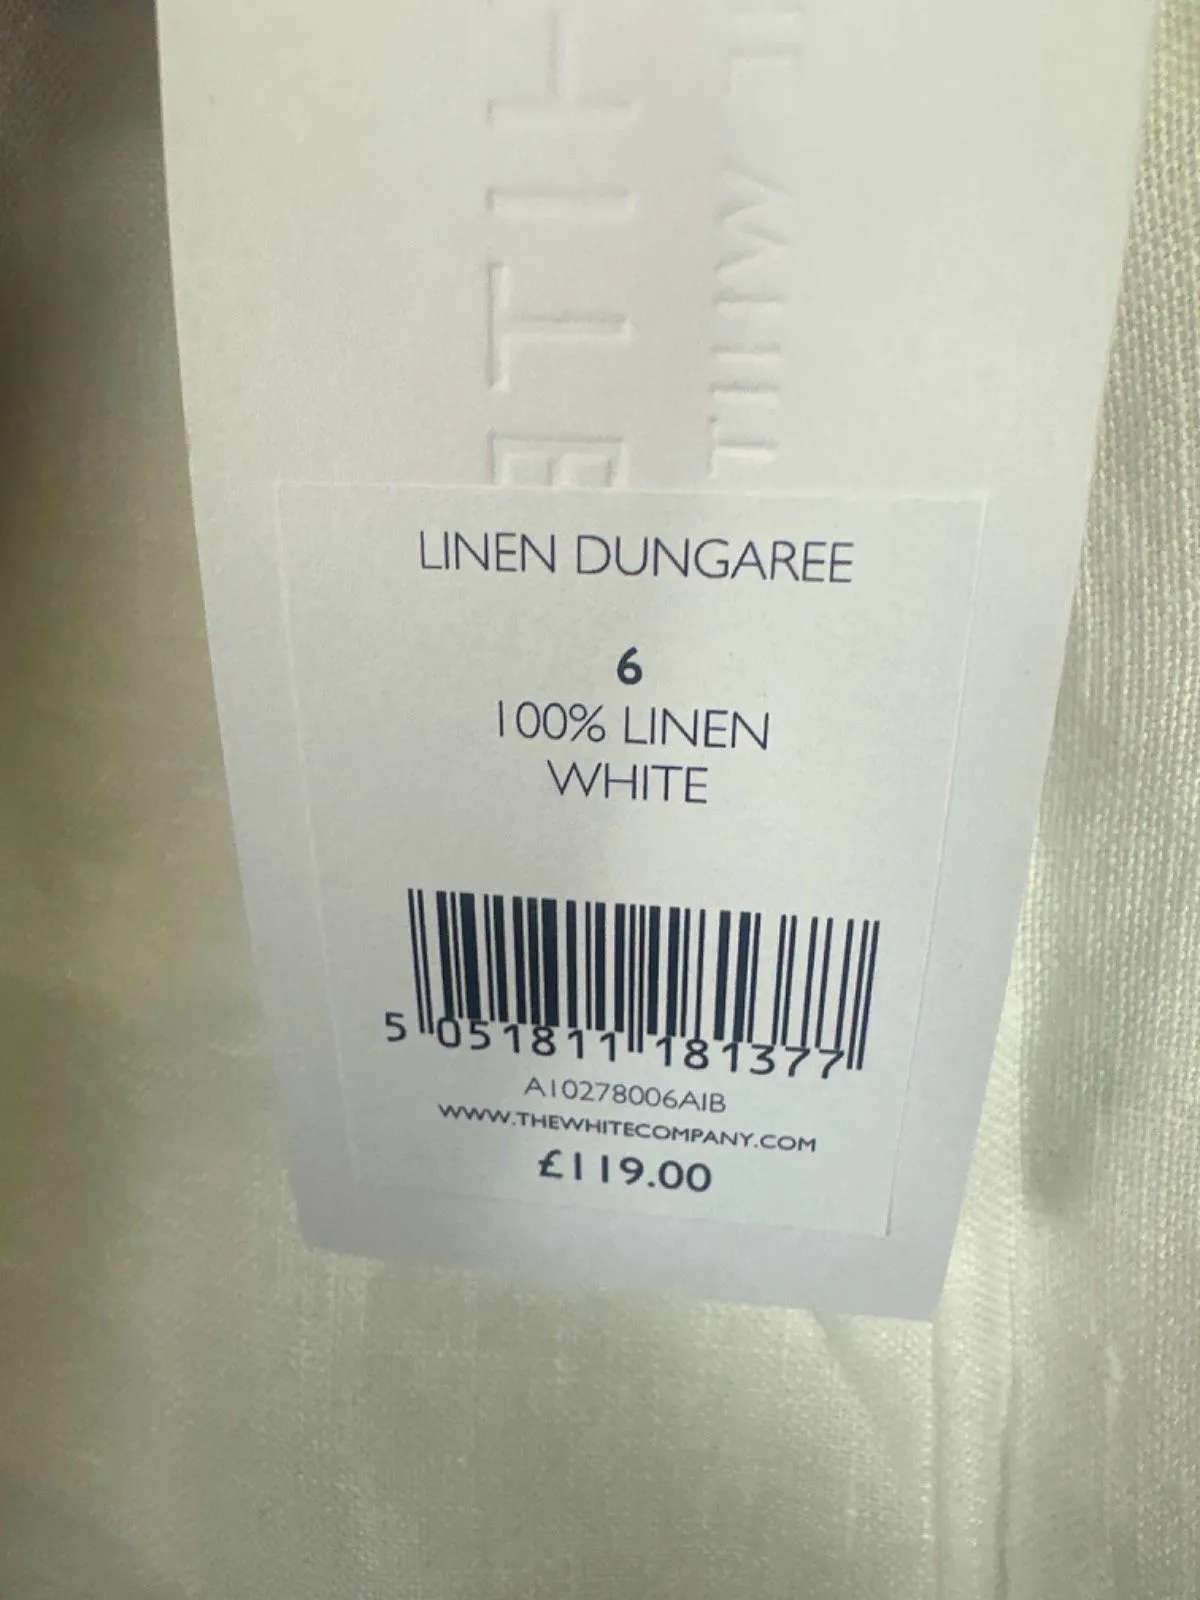 LINEN DUNGAREE
6
100% LINEN
WHITE
5 051811 181377
A10278006AIB
WWW.THEWHITECOMPANY.COM
£119.00